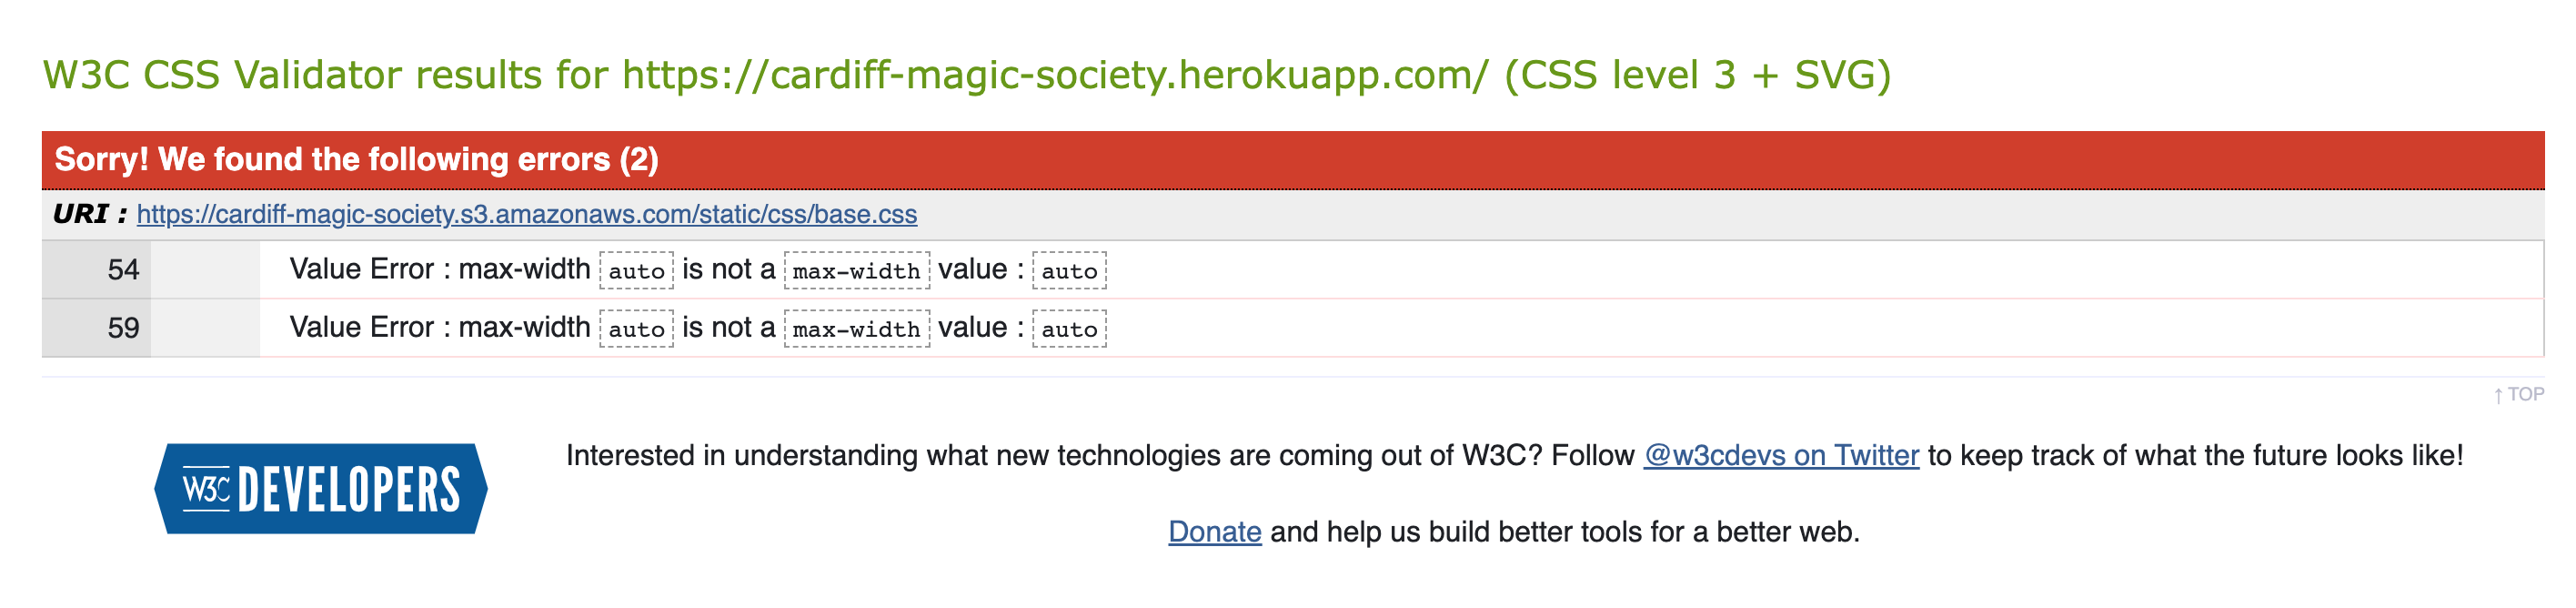 W3C CSS Validator results for https://cardiff-magic-society.herokuapp.com/ (CSS level 3 + SVG)
Sorry! We found the following errors (2)
URI : https://cardiff-magic-society.s3.amazonaws.com/static/css/base.css
54 Value Error : max-width auto is not a max-width value : auto
59 Value Error : max-width auto is not a max-width value : auto
↑ TOP
W3C DEVELOPERS
Interested in understanding what new technologies are coming out of W3C? Follow @w3cdevs on Twitter to keep track of what the future looks like!
Donate and help us build better tools for a better web.